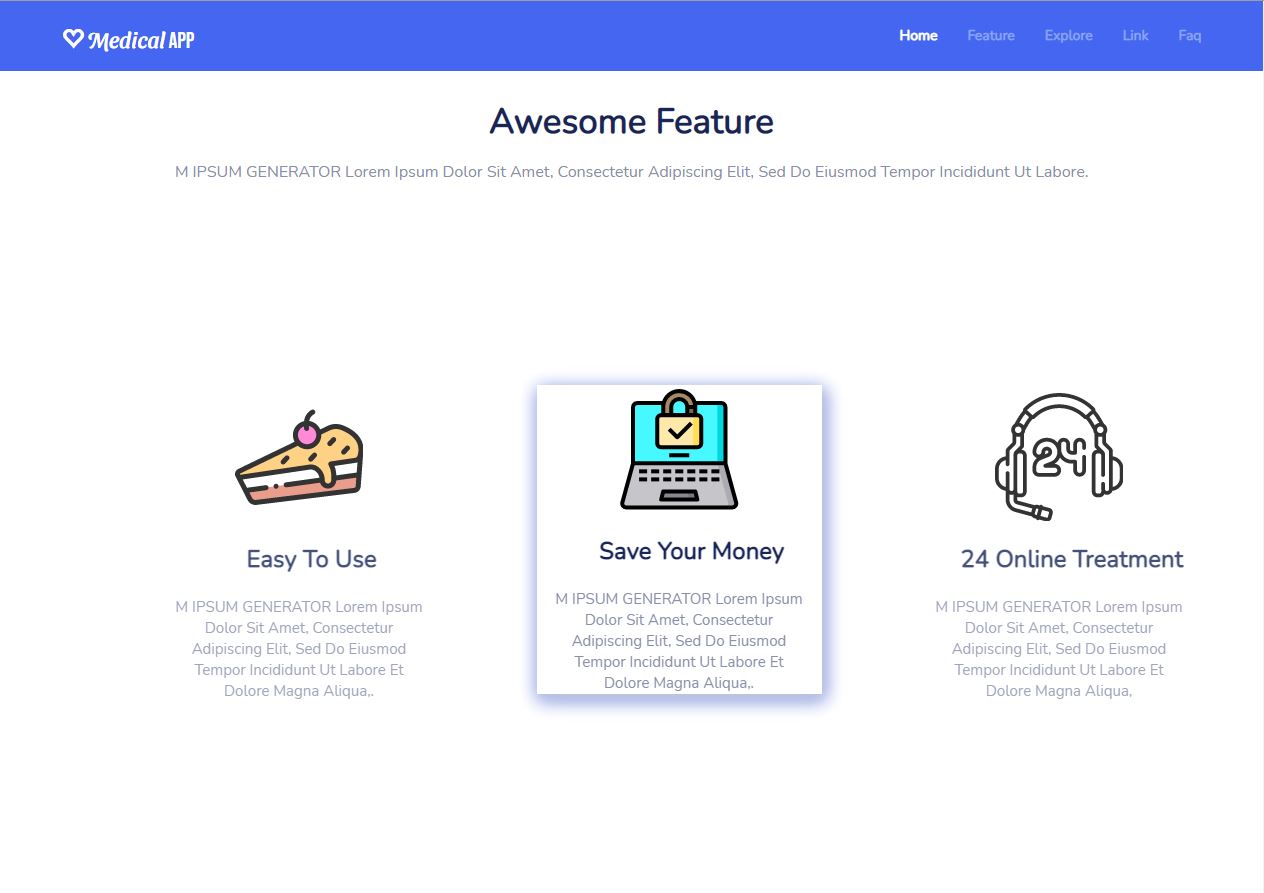 Medical APP
Home Feature Explore Link Faq
Awesome Feature
M IPSUM GENERATOR Lorem Ipsum Dolor Sit Amet, Consectetur Adipiscing Elit, Sed Do Eiusmod Tempor Incididunt Ut Labore.
Easy To Use
M IPSUM GENERATOR Lorem Ipsum
Dolor Sit Amet, Consectetur
Adipiscing Elit, Sed Do Eiusmod
Tempor Incididunt Ut Labore Et
Dolore Magna Aliqua,.
Save Your Money
M IPSUM GENERATOR Lorem Ipsum
Dolor Sit Amet, Consectetur
Adipiscing Elit, Sed Do Eiusmod
Tempor Incididunt Ut Labore Et
Dolore Magna Aliqua,.
24
24 Online Treatment
M IPSUM GENERATOR Lorem Ipsum
Dolor Sit Amet, Consectetur
Adipiscing Elit, Sed Do Eiusmod
Tempor Incididunt Ut Labore Et
Dolore Magna Aliqua,